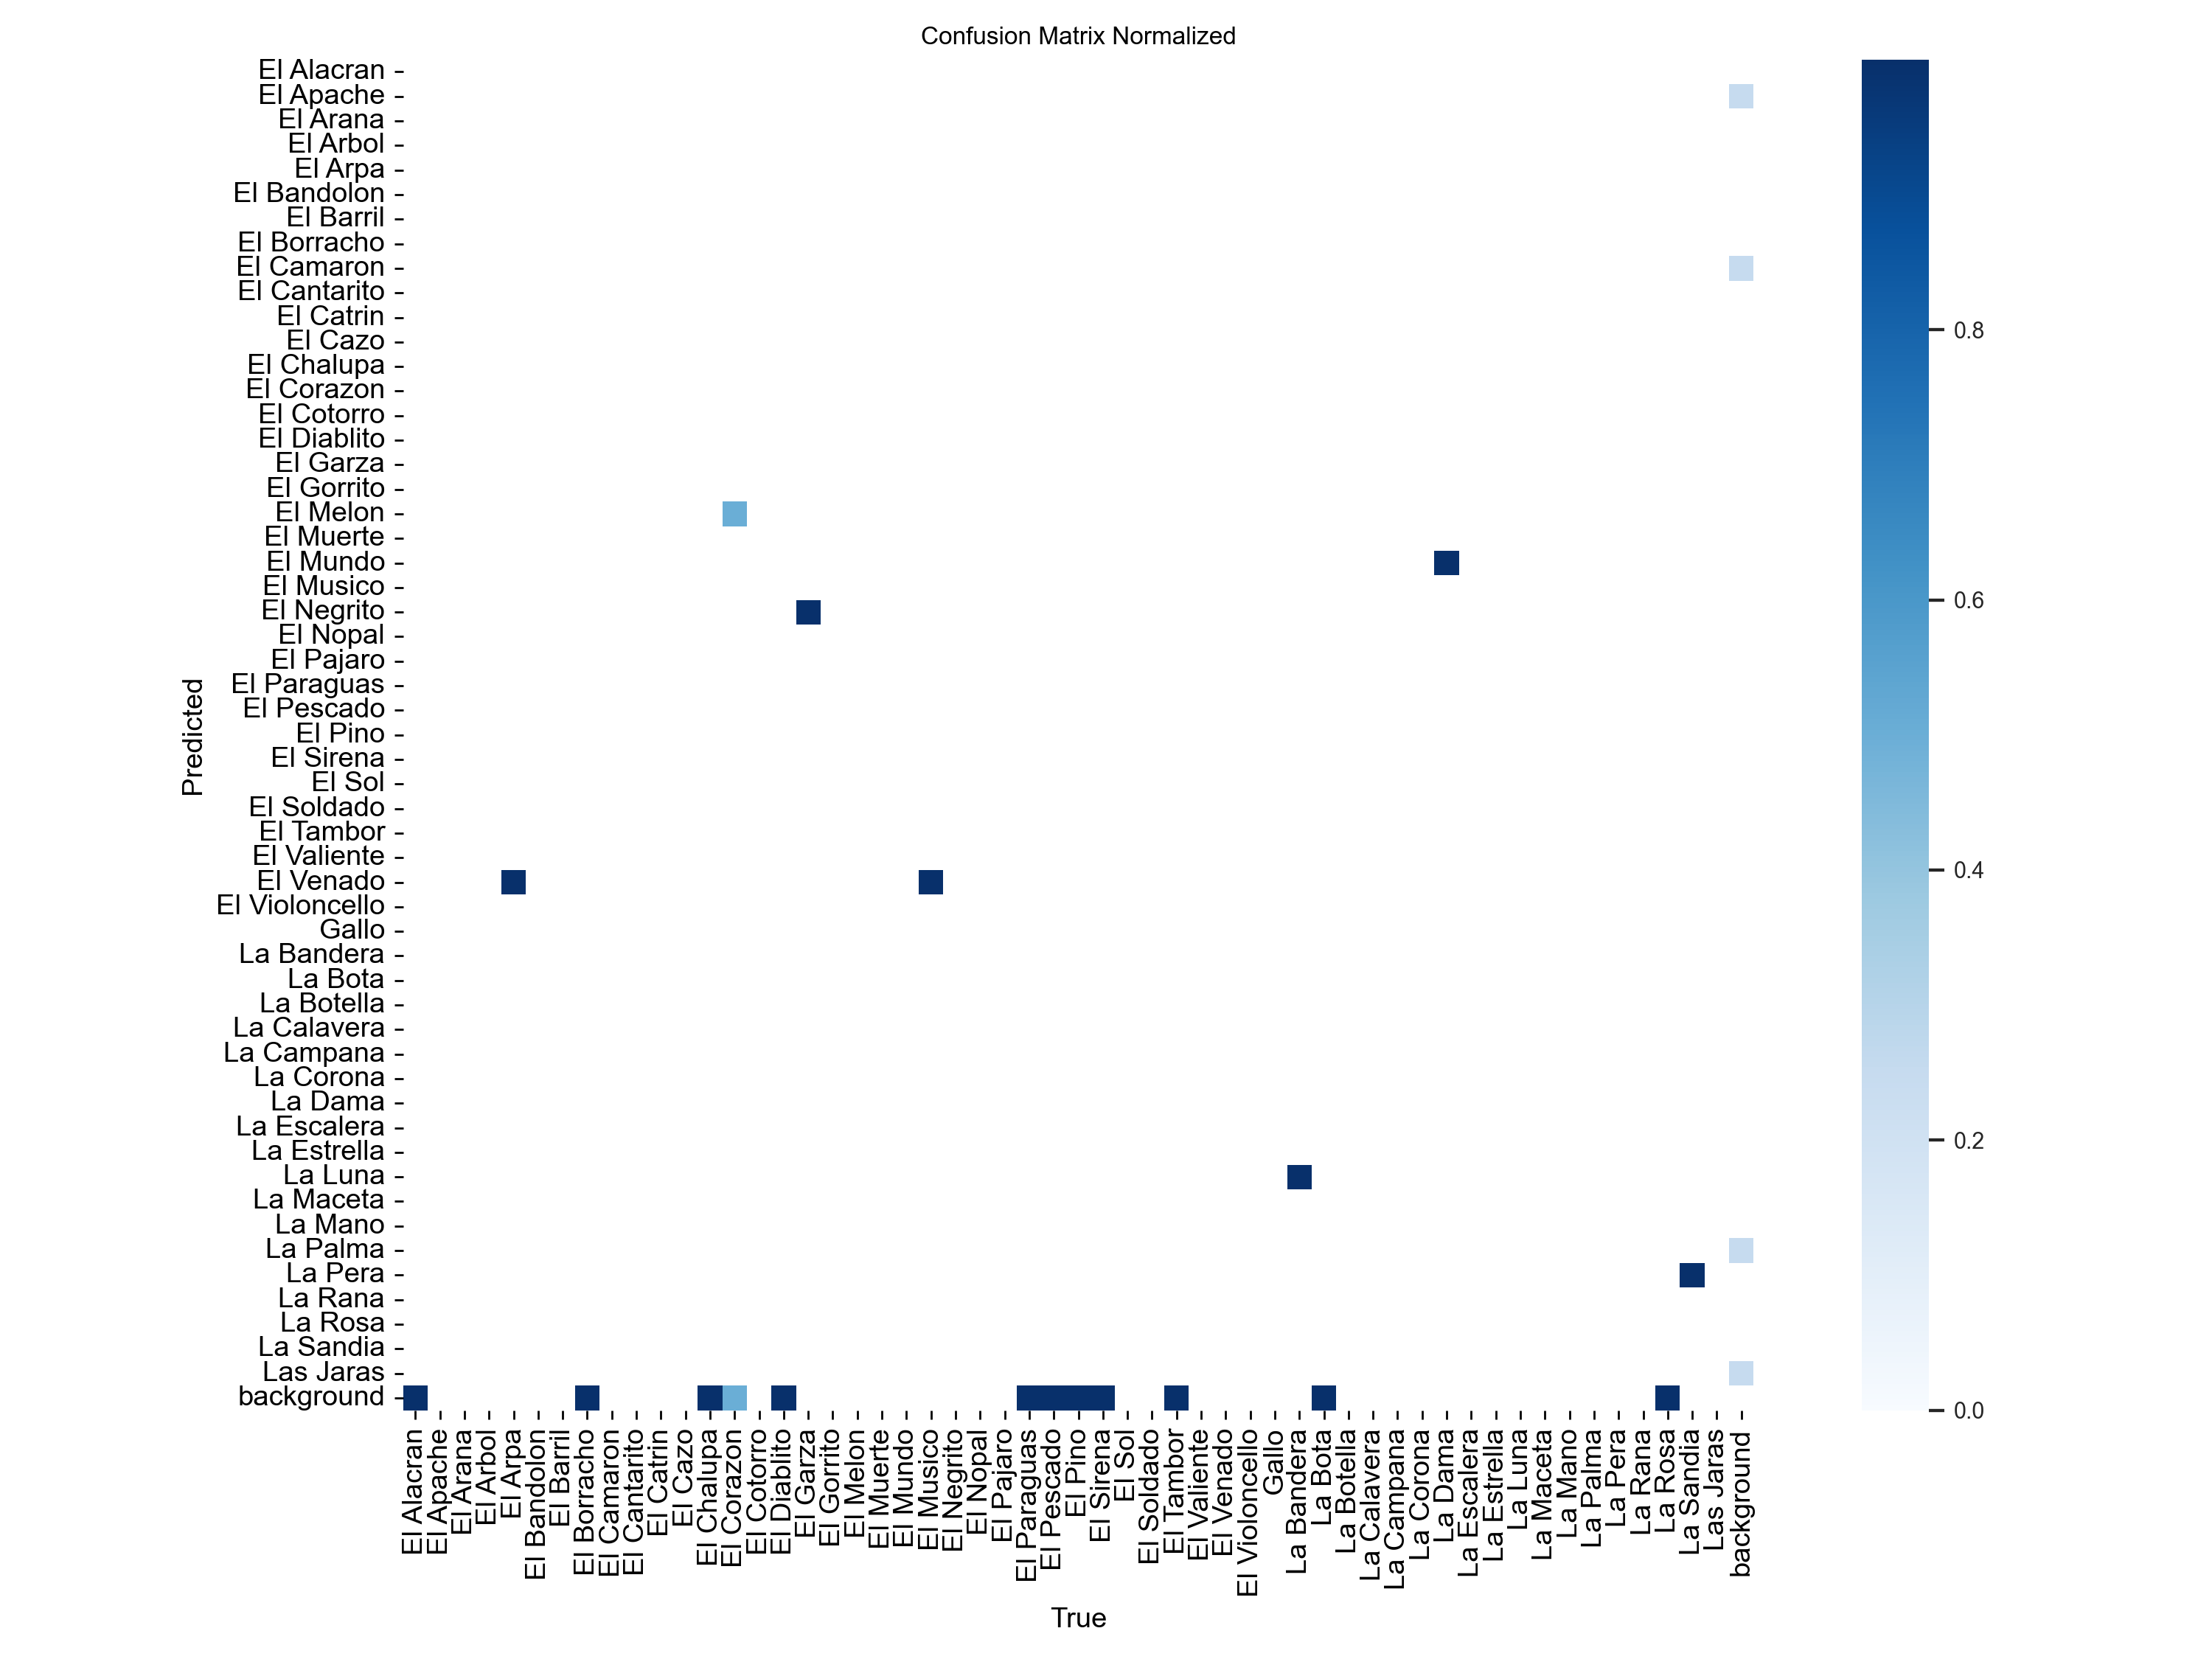 Confusion Matrix Normalized
El Alacran
El Apache
El Arana
El Arbol
El Arpa
El Bandolon
El Barril
El Borracho
El Camaron
El Cantarito
El Catrin
El Cazo
El Chalupa
El Corazon
El Cotorro
El Diablito
El Garza
El Gorrito
El Melon
El Muerte
El Mundo
El Musico
El Negrito
El Nopal
El Pajaro
El Paraguas
El Pescado
El Pino
El Sirena
El Sol
El Soldado
El Tambor
El Valiente
El Venado
El Violoncello
Gallo
La Bandera
La Bota
La Botella
La Calavera
La Campana
La Corona
La Dama
La Escalera
La Estrella
La Luna
La Maceta
La Mano
La Palma
La Pera
La Rana
La Rosa
La Sandia
Las Jaras
background
Predicted
El Alacran
El Apache
El Arana
El Arbol
El Arpa
El Bandolon
El Barril
El Borracho
El Camaron
El Cantarito
El Catrin
El Cazo
El Chalupa
El Corazon
El Cotorro
El Diablito
El Garza
El Gorrito
El Melon
El Muerte
El Mundo
El Musico
El Negrito
El Nopal
El Pajaro
El Paraguas
El Pescado
El Pino
El Sirena
El Sol
El Soldado
El Tambor
El Valiente
El Venado
El Violoncello
Gallo
La Bandera
La Bota
La Botella
La Calavera
La Campana
La Corona
La Dama
La Escalera
La Estrella
La Luna
La Maceta
La Mano
La Palma
La Pera
La Rana
La Rosa
La Sandia
Las Jaras
background
True
0.8
0.6
0.4
0.2
0.0